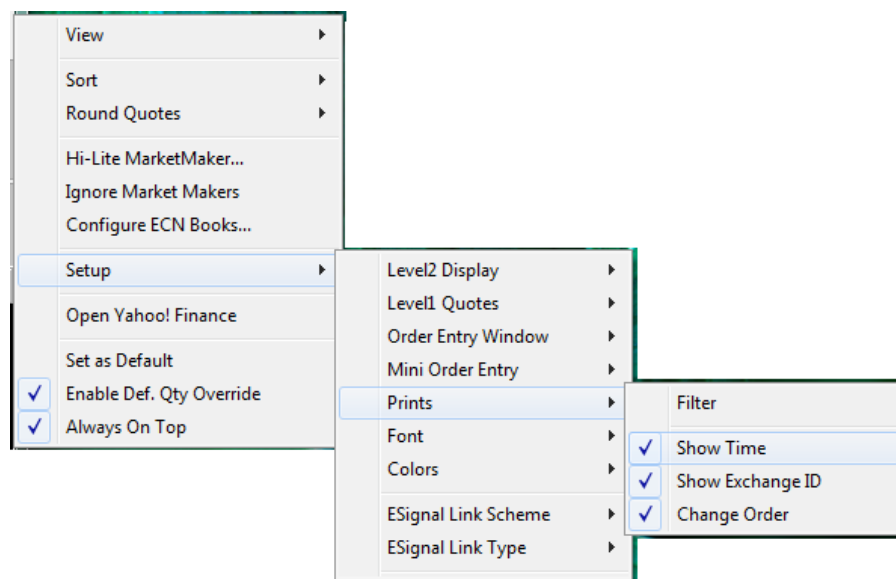 View
Sort
Round Quotes
Hi-Lite MarketMaker...
Ignore Market Makers
Configure ECN Books...
Setup
Open Yahoo! Finance
Set as Default
Enable Def. Qty Override
Always On Top
Level2 Display
Level1 Quotes
Order Entry Window
Mini Order Entry
Prints
Font
Colors
ESignal Link Scheme
ESignal Link Type
Filter
Show Time
Show Exchange ID
Change Order